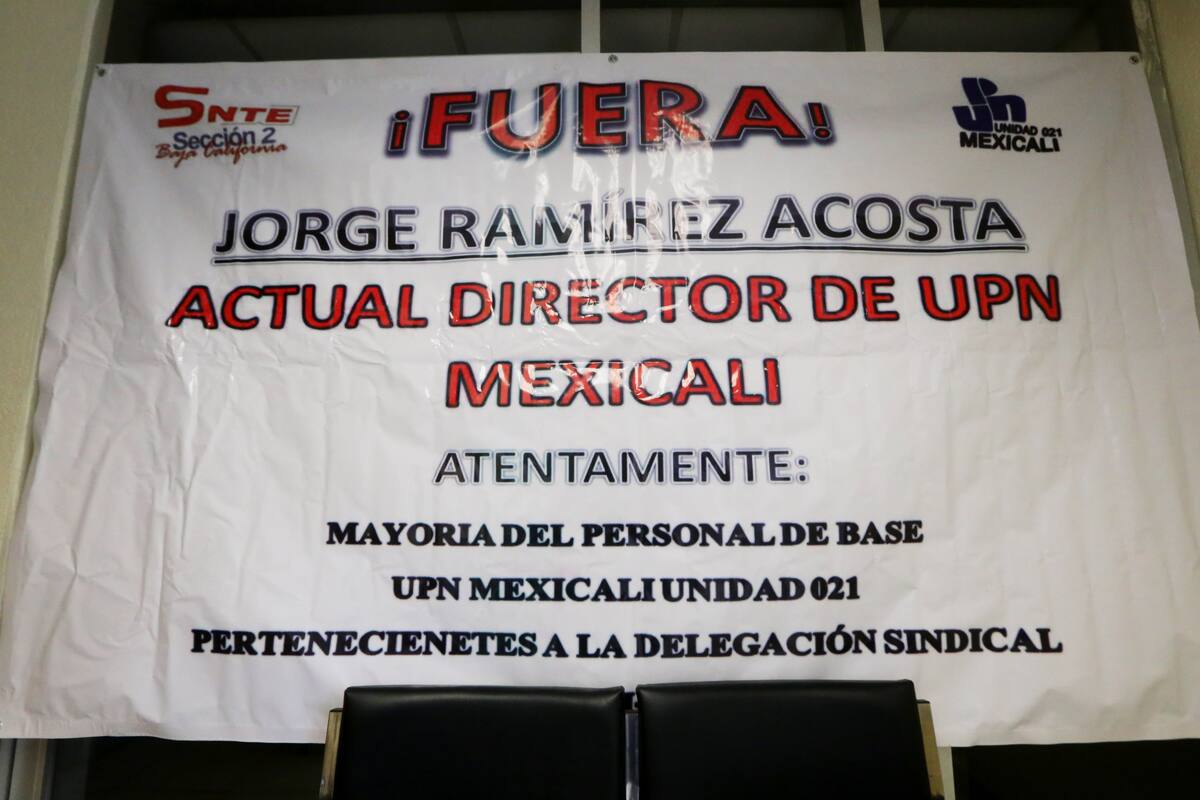 SNTE
Sección 2
Baja California
¡FUERA!
UPN
UNIDAD 021
MEXICALI
JORGE RAMÍREZ ACOSTA
ACTUAL DIRECTOR DE UPN
MEXICALI
ATENTAMENTE:
MAYORIA DEL PERSONAL DE BASE
UPN MEXICALI UNIDAD 021
PERTENECIENETES A LA DELEGACIÓN SINDICAL